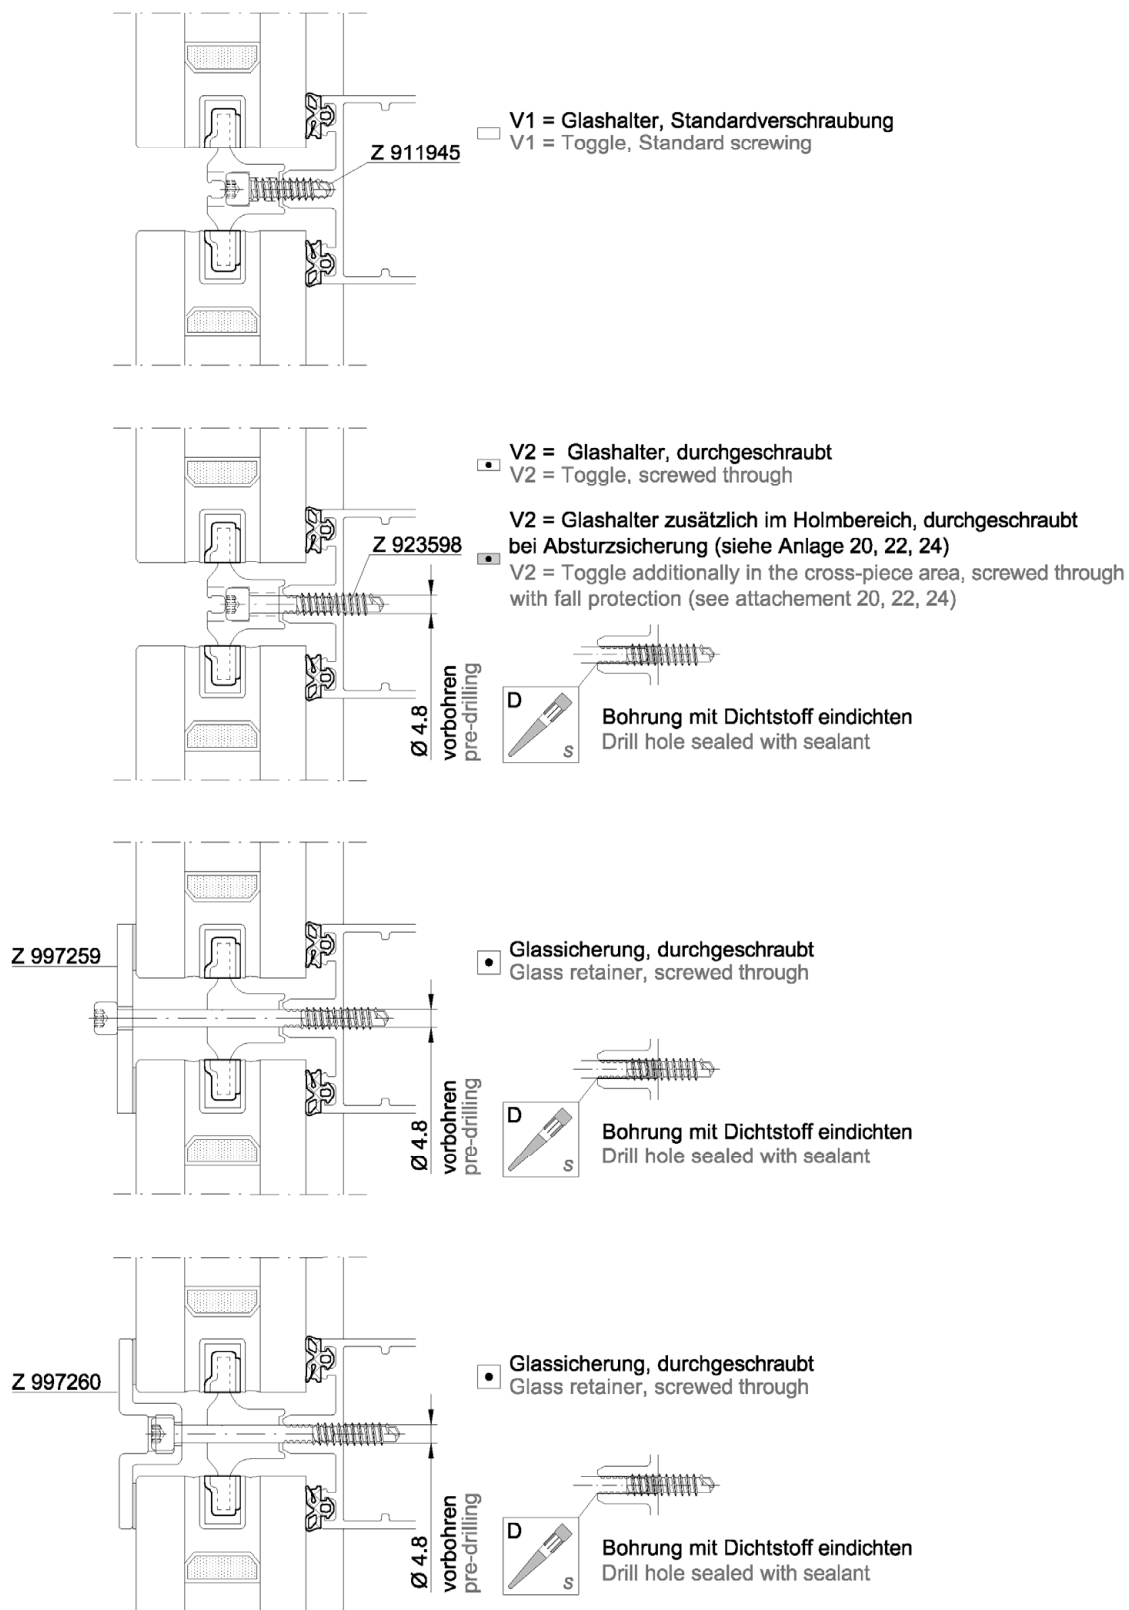 V1 = Glashalter, Standardverschraubung
V1 = Toggle, Standard screwing
Z 911945
V2 =  Glashalter, durchgeschraubt
V2 = Toggle, screwed through
V2 = Glashalter zusätzlich im Holmbereich, durchgeschraubt
bei Absturzsicherung (siehe Anlage 20, 22, 24)
V2 = Toggle additionally in the cross-piece area, screwed through
with fall protection (see attachement 20, 22, 24)
Z 923598
Ø 4.8
vorbohren
pre-drilling
D
S
Bohrung mit Dichtstoff eindichten
Drill hole sealed with sealant
Z 997259
Glassicherung, durchgeschraubt
Glass retainer, screwed through
Ø 4.8
vorbohren
pre-drilling
D
S
Bohrung mit Dichtstoff eindichten
Drill hole sealed with sealant
Z 997260
Glassicherung, durchgeschraubt
Glass retainer, screwed through
Ø 4.8
vorbohren
pre-drilling
D
S
Bohrung mit Dichtstoff eindichten
Drill hole sealed with sealant